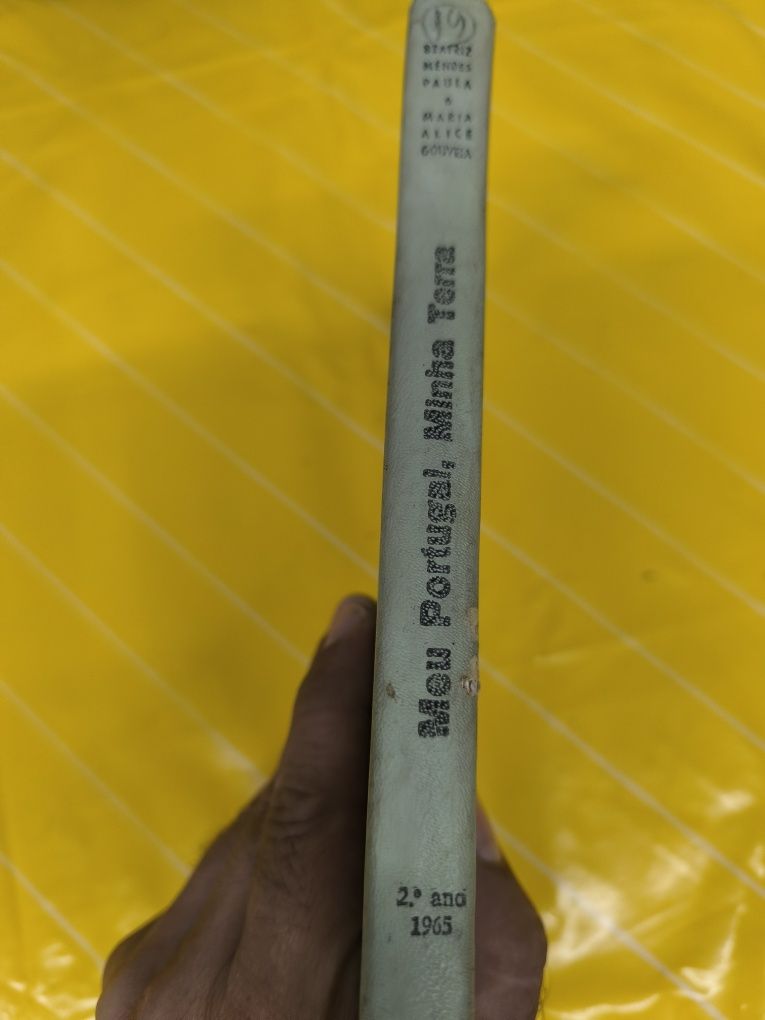 BEATRIZ
MENDES
PAULA
&
MARIA
ALICE
GOUVEIA
Meu Portugal, Minha Terra
2.º ano
1965